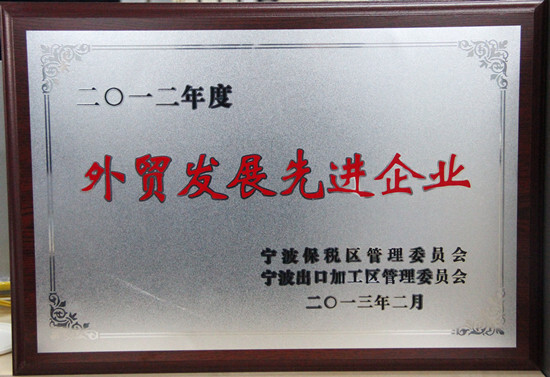 二〇一二年度
外贸发展先进企业
宁波保税区管理委员会
宁波出口加工区管理委员会
二〇一三年二月